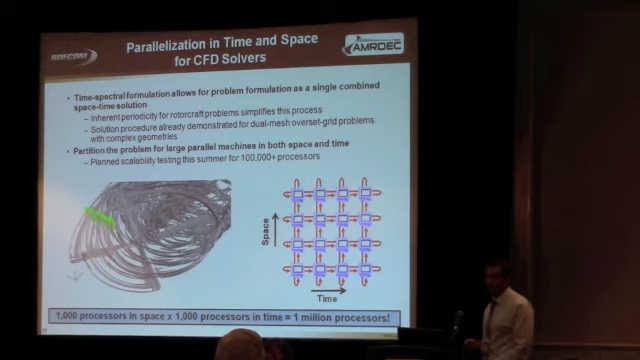 RDECOM
Parallelization in Time and Space
for CFD Solvers
AMRDEC
• Time-spectral formulation allows for problem formulation as a single combined
space-time solution
– Inherent periodicity for rotorcraft problems simplifies this process
– Solution procedure already demonstrated for dual-mesh overset-grid problems
with complex geometries
• Partition the problem for large parallel machines in both space and time
– Planned scalability testing this summer for 100,000+ processors
Space
Time
1,000 processors in space x 1,000 processors in time = 1 million processors!